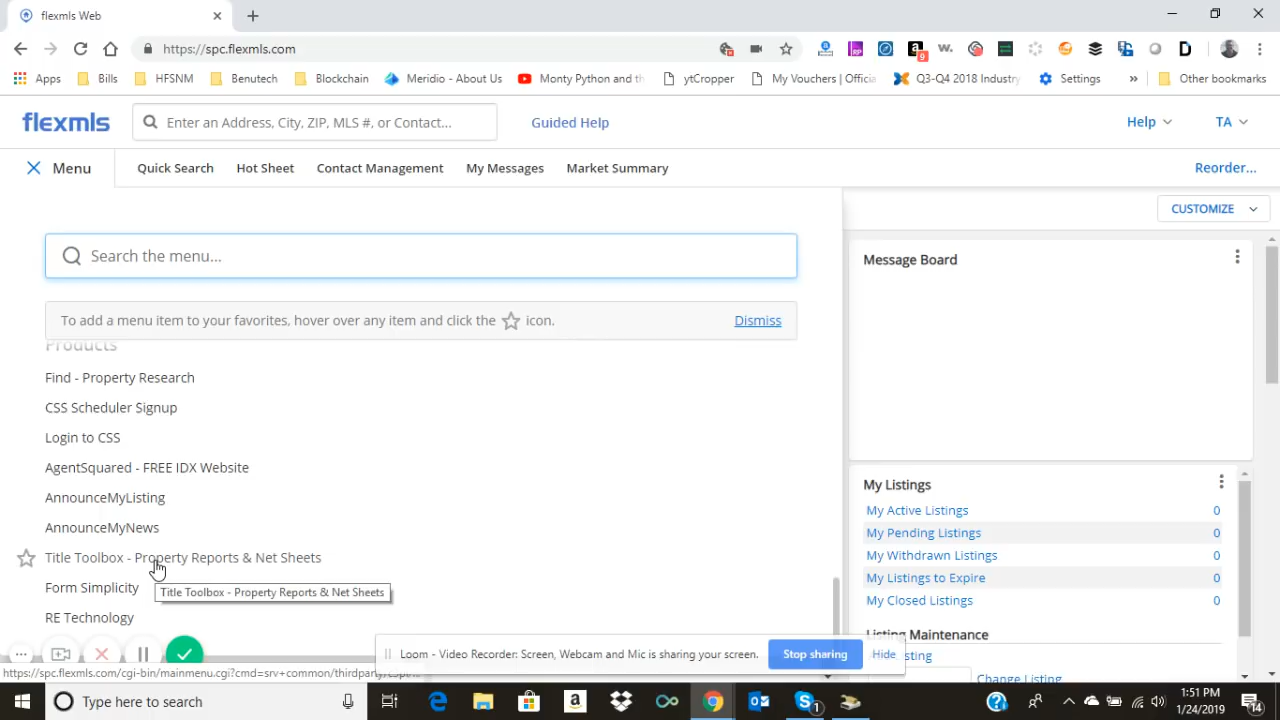 flexmls Web
https://spc.flexmls.com
9
Apps
Bills
HFSNM
Benutech
Blockchain
Meridio - About Us
Monty Python and th
ytCropper
My Vouchers | Offici
Q3-Q4 2018 Industry
Settings
»
Other bookmarks
flexmls
Enter an Address, City, ZIP, MLS #, or Contact...
Guided Help
Help
TA
Menu
Quick Search
Hot Sheet
Contact Management
My Messages
Market Summary
Reorder...
CUSTOMIZE
Search the menu...
Message Board
To add a menu item to your favorites, hover over any item and click the icon.
Dismiss
Products
Find - Property Research
CSS Scheduler Signup
Login to CSS
AgentSquared - FREE IDX Website
AnnounceMyListing
AnnounceMyNews
Title Toolbox - Property Reports & Net Sheets
Title Toolbox - Property Reports & Net Sheets
Form Simplicity
RE Technology
My Listings
My Active Listings 0
My Pending Listings 0
My Withdrawn Listings 0
My Listings to Expire 0
My Closed Listings 0
Listing Maintenance
Change Listing
Loom - Video Recorder: Screen, Webcam and Mic is sharing your screen.
Stop sharing
Hide
https://spc.flexmls.com/cgi-bin/mainmenu.cgi?cmd=srv+common/thirdparty
Type here to search
1
1:51 PM
1/24/2019
14